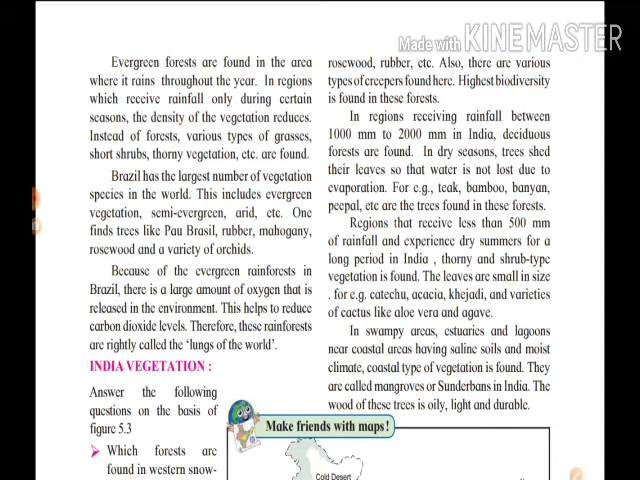 Made with KINEMASTER
Evergreen forests are found in the area
where it rains throughout the year. In regions
which receive rainfall only during certain
seasons, the density of the vegetation reduces.
Instead of forests, various types of grasses,
short shrubs, thorny vegetation, etc. are found.
Brazil has the largest number of vegetation
species in the world. This includes evergreen
vegetation, semi-evergreen, arid, etc. One
finds trees like Pau Brasil, rubber, mahogany,
rosewood and a variety of orchids.
Because of the evergreen rainforests in
Brazil, there is a large amount of oxygen that is
released in the environment. This helps to reduce
carbon dioxide levels. Therefore, these rainforests
are rightly called the ‘lungs of the world’.
INDIA VEGETATION :
Answer the following
questions on the basis of
figure 5.3
Which forests are
found in western snow-
rosewood, rubber, etc. Also, there are various
types of creepers found here. Highest biodiversity
is found in these forests.
In regions receiving rainfall between
1000 mm to 2000 mm in India, deciduous
forests are found. In dry seasons, trees shed
their leaves so that water is not lost due to
evaporation. For e.g., teak, bamboo, banyan,
peepal, etc are the trees found in these forests.
Regions that receive less than 500 mm
of rainfall and experience dry summers for a
long period in India , thorny and shrub-type
vegetation is found. The leaves are small in size
. for e.g. catechu, acacia, khejadi, and varieties
of cactus like aloe vera and agave.
In swampy areas, estuaries and lagoons
near coastal areas having saline soils and moist
climate, coastal type of vegetation is found. They
are called mangroves or Sunderbans in India. The
wood of these trees is oily, light and durable.
Make friends with maps!
Cold Desert